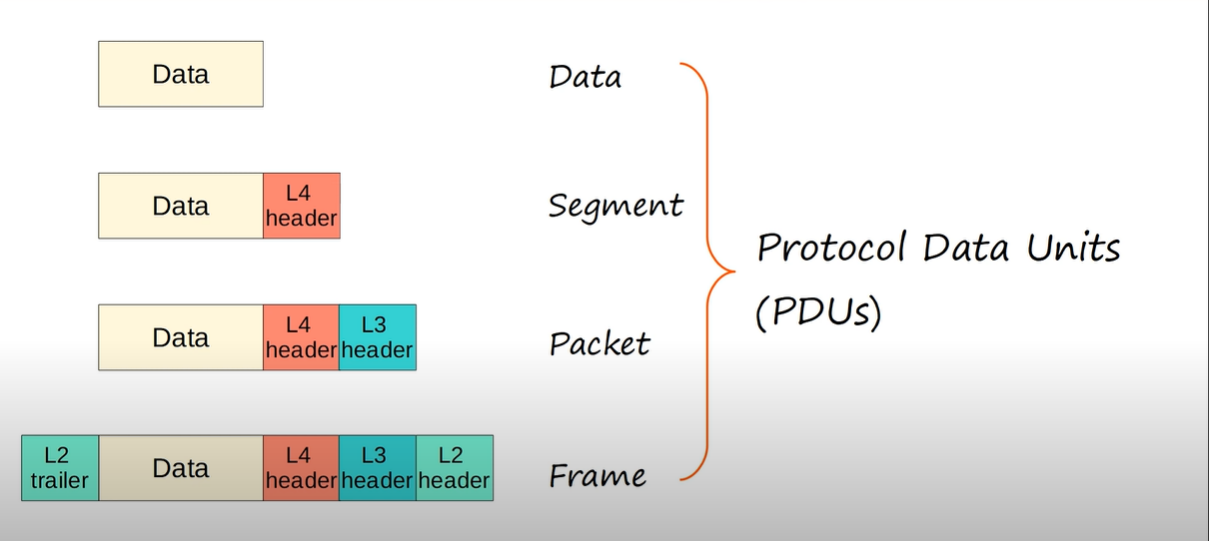 Data
Data
Data
L4
header
Segment
Protocol Data Units
(PDUs)
Data
L4
header
L3
header
Packet
L2
trailer
Data
L4
header
L3
header
L2
header
Frame